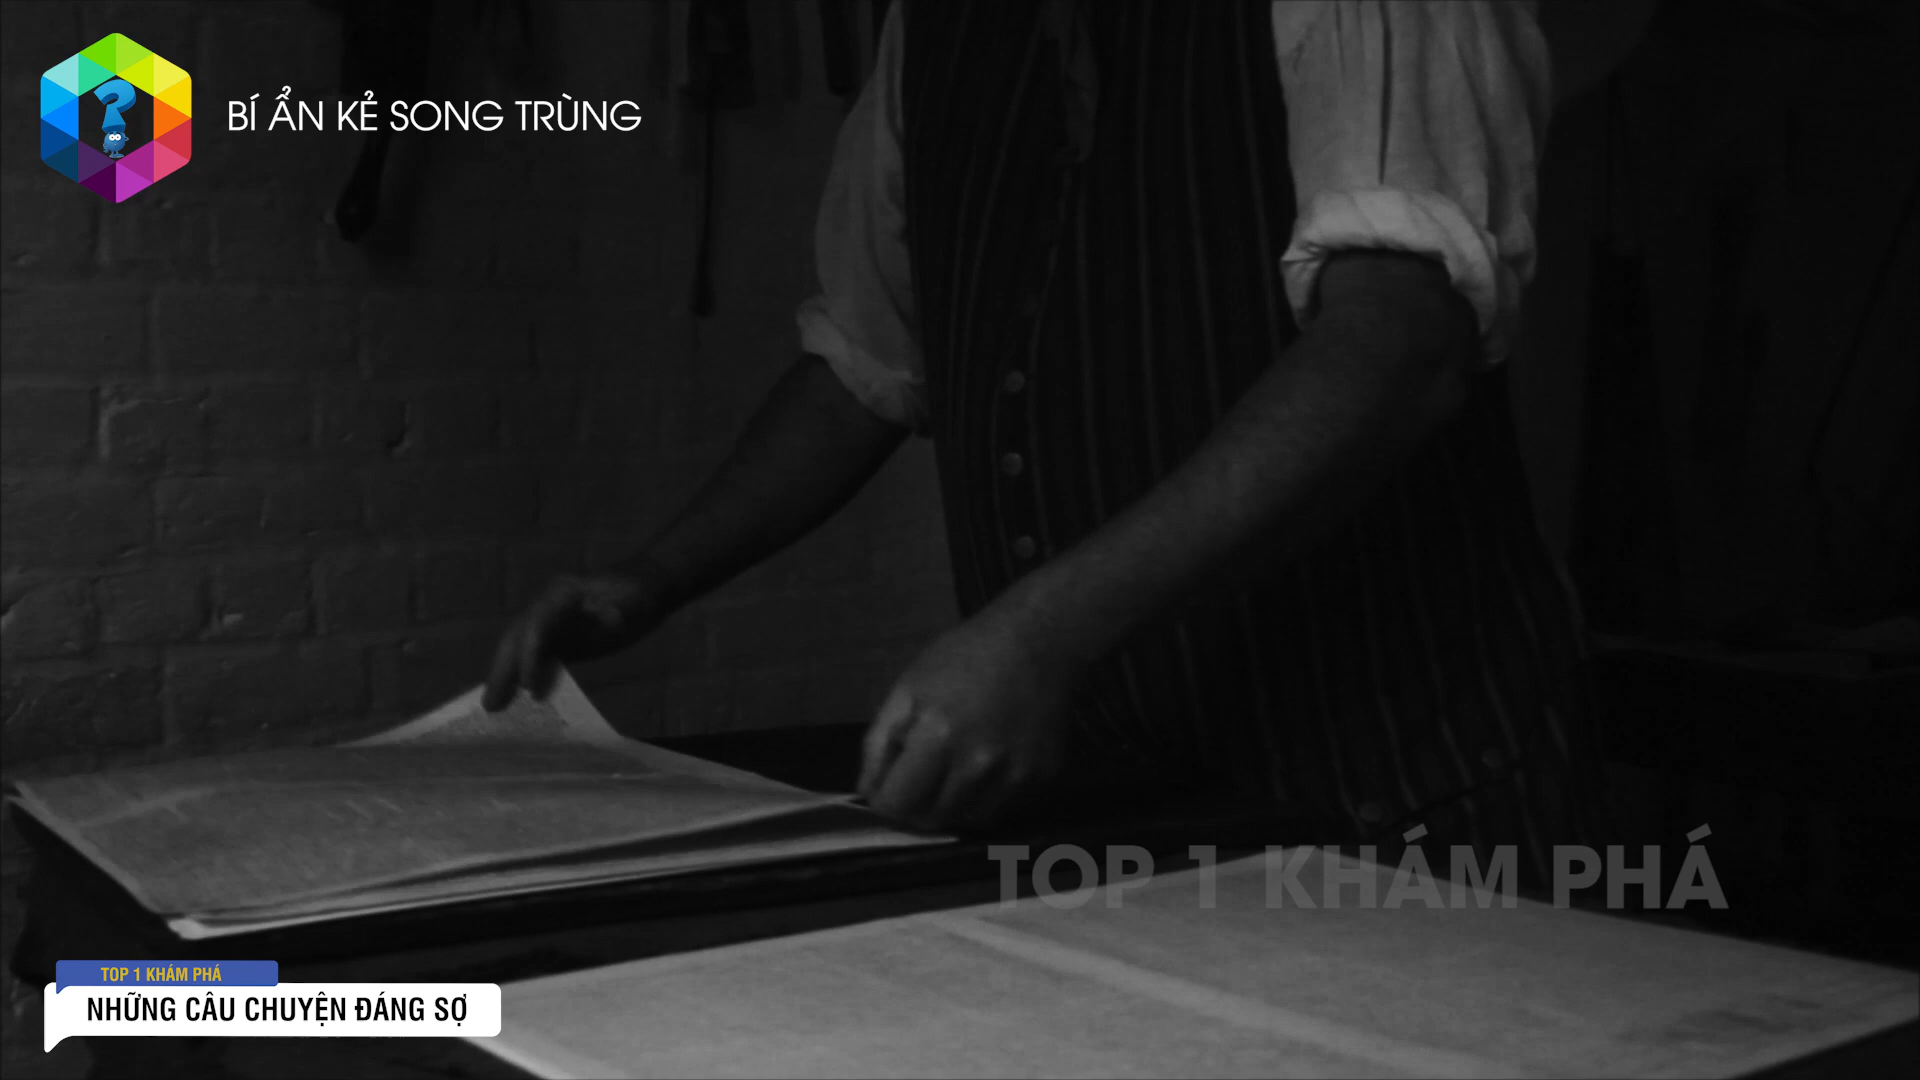 BÍ ẨN KẺ SONG TRÙNG
TOP 1 KHÁM PHÁ
TOP 1 KHÁM PHÁ
NHỮNG CÂU CHUYỆN ĐÁNG SỢ